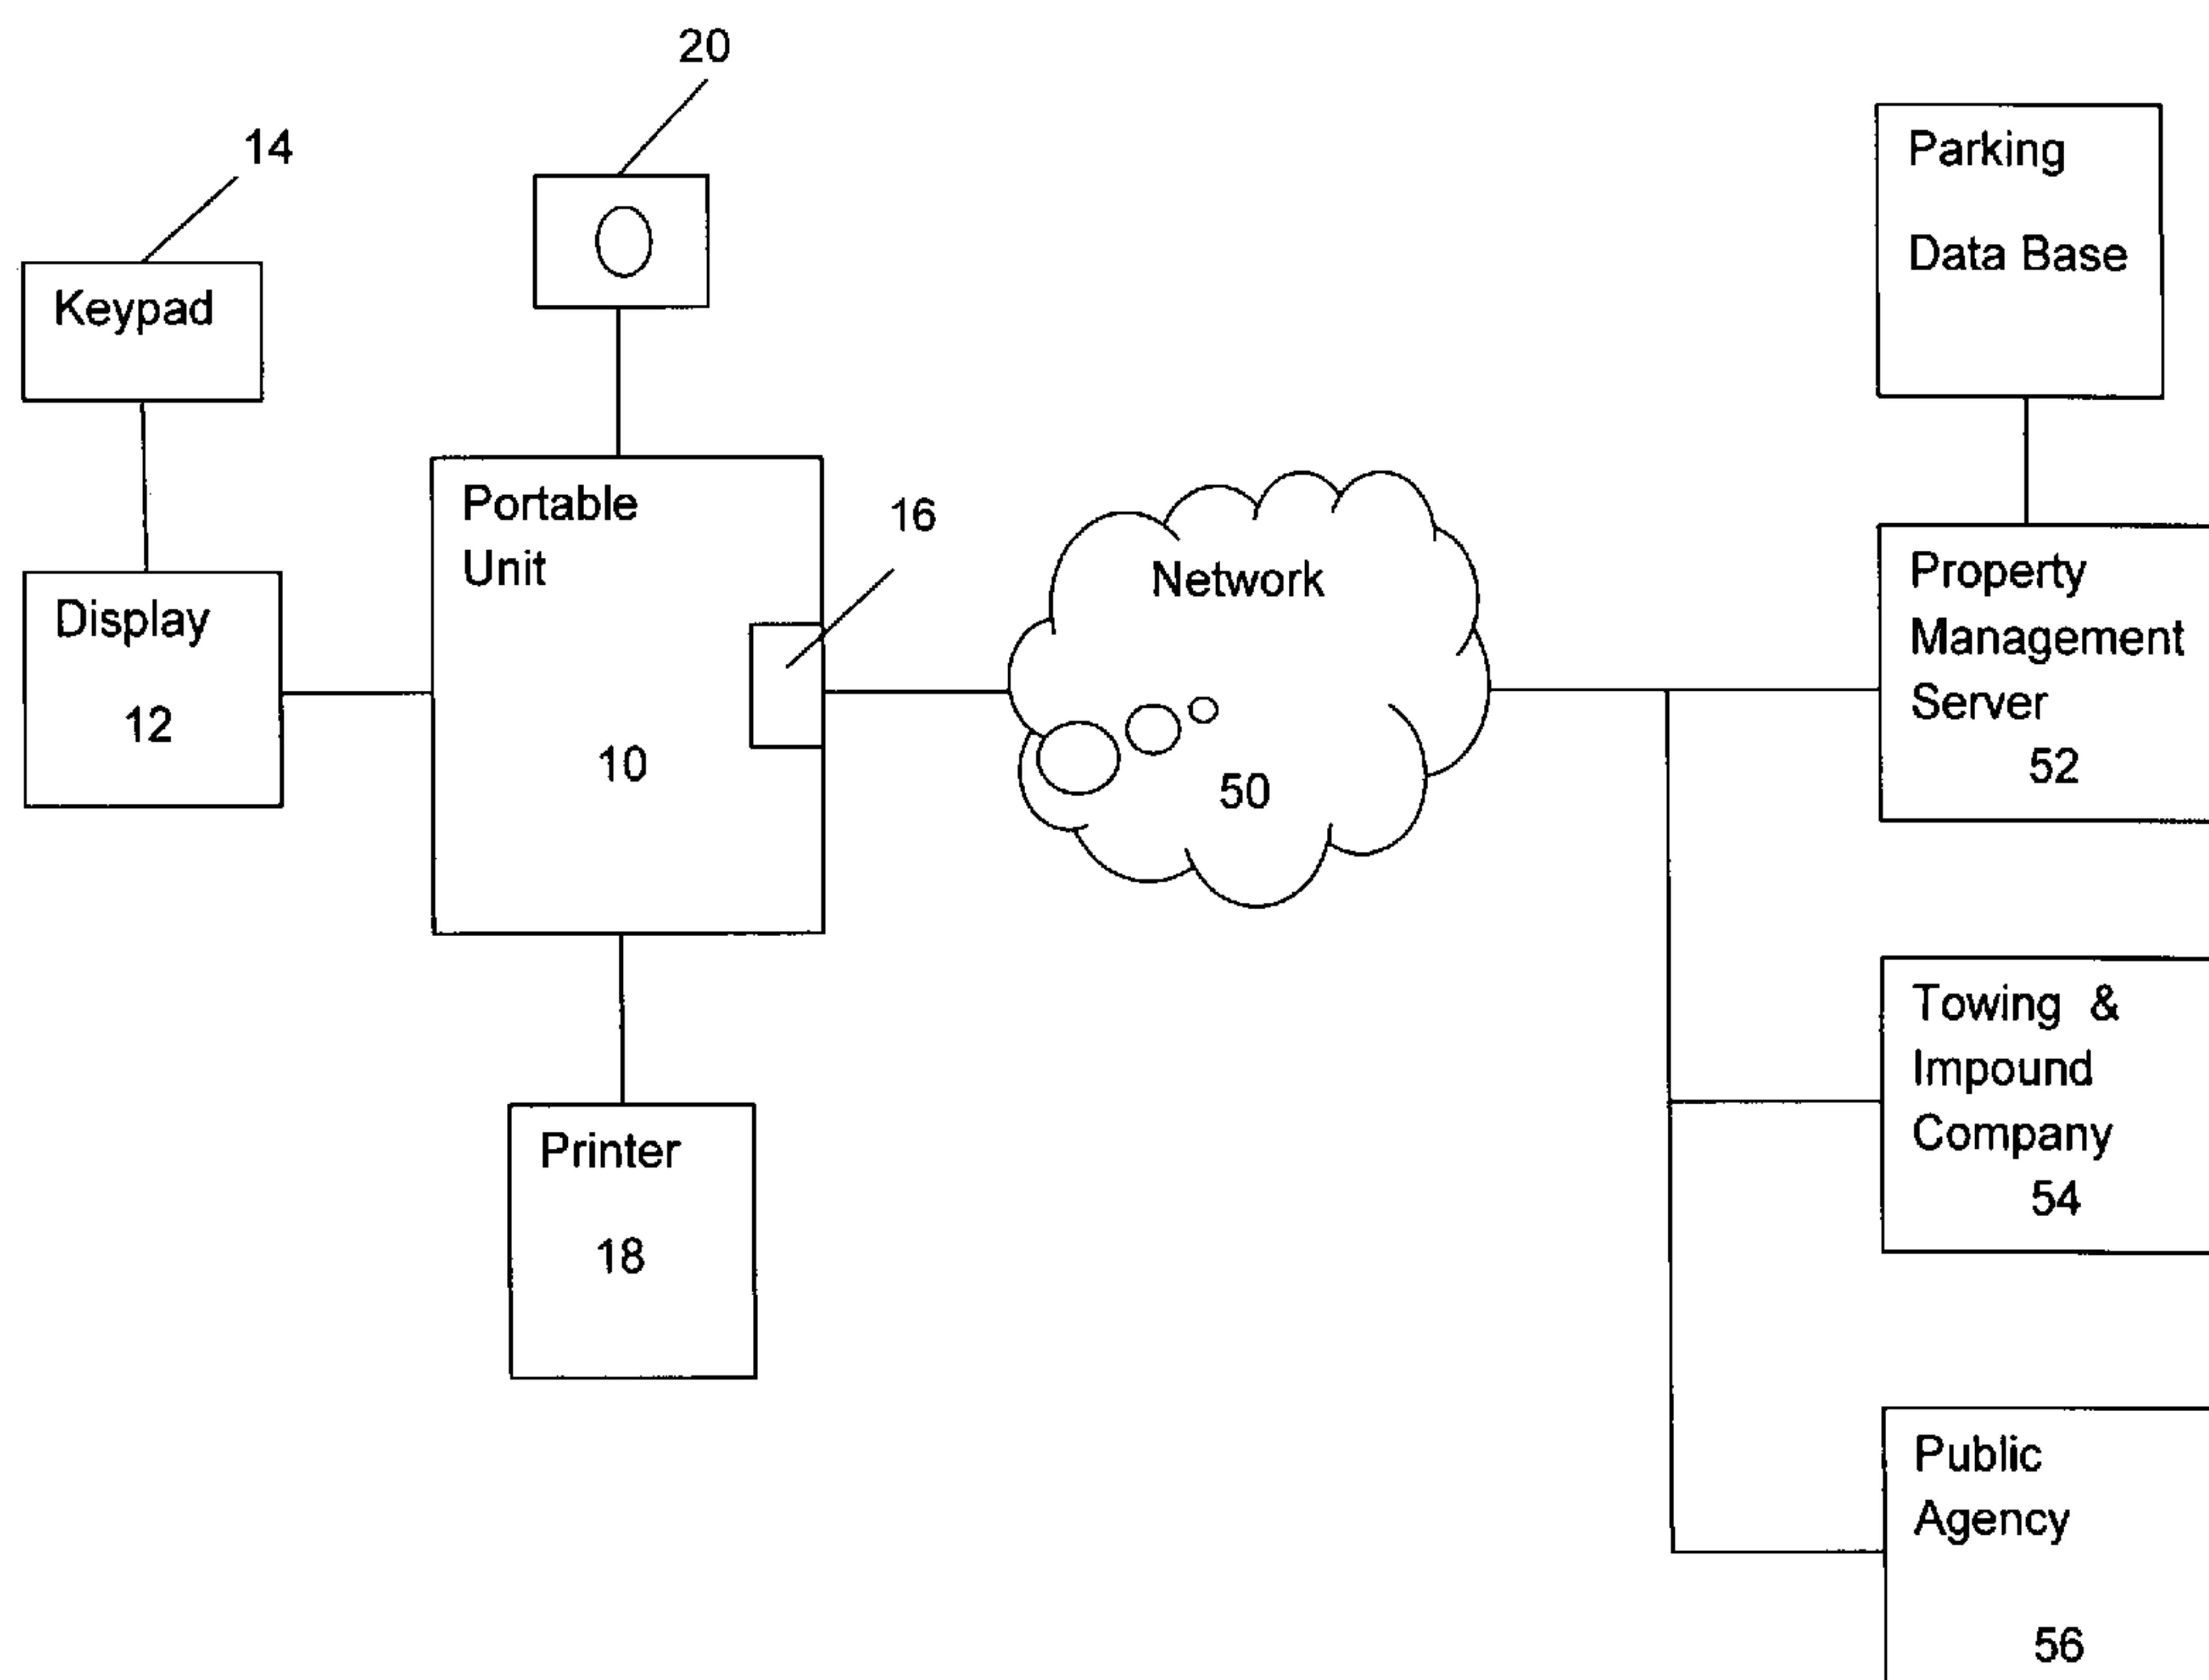 20
14
Keypad
Display
12
Portable
Unit
10
16
Printer
18
Network
50
Parking
Data Base
Property
Management
Server
52
Towing &
Impound
Company
54
Public
Agency
56